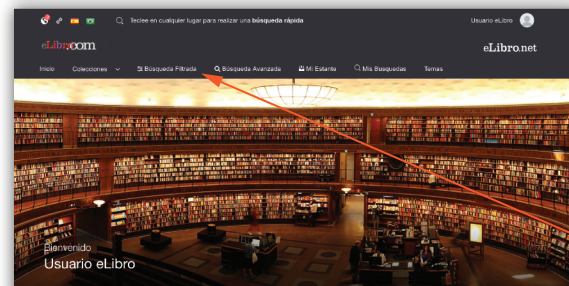 Teclee en cualquier lugar para realizar una búsqueda rápida
Usuario eLibro
eLibro.com
eLibro.net
Inicio Colecciones Búsqueda Filtrada Búsqueda Avanzada Mi Estante Mis Busquedas Temas
Bienvenido
Usuario eLibro